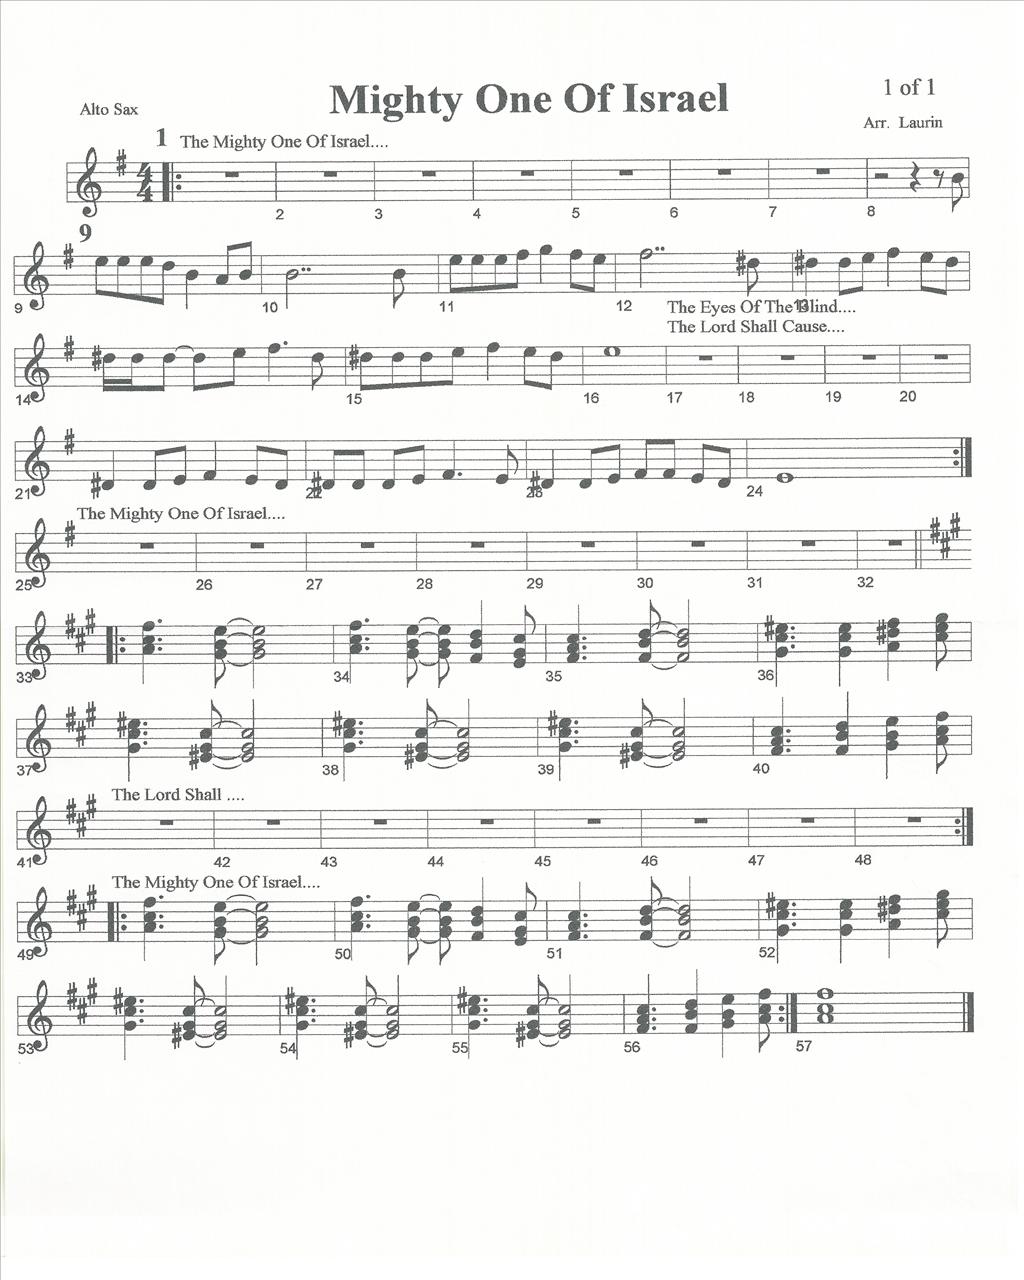 Mighty One Of Israel
1 of 1
Alto Sax
Arr. Laurin
1 The Mighty One Of Israel....
2 3 4 5 6 7 8
9
9 10 11 12 13
The Eyes Of The Blind....
The Lord Shall Cause....
14 15 16 17 18 19 20
21 22 23 24
The Mighty One Of Israel....
25 26 27 28 29 30 31 32
33 34 35 36
37 38 39 40
The Lord Shall ....
41 42 43 44 45 46 47 48
The Mighty One Of Israel....
49 50 51 52
53 54 55 56 57